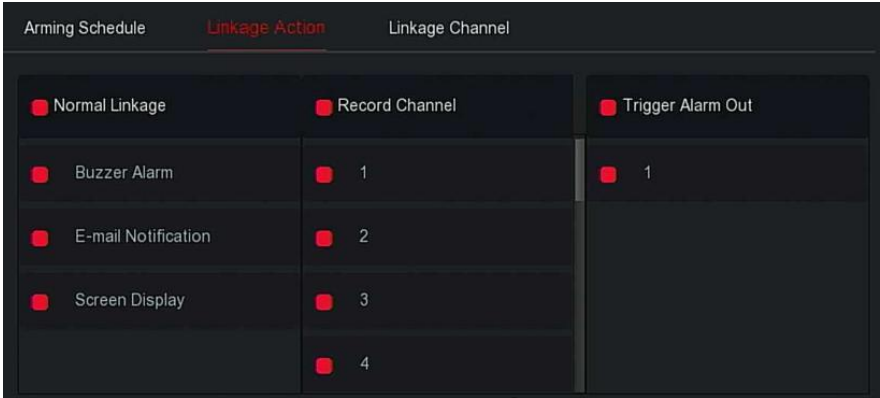 Arming Schedule Linkage Action Linkage Channel
Normal Linkage Record Channel Trigger Alarm Out
Buzzer Alarm 1 1
E-mail Notification 2
Screen Display 3
4